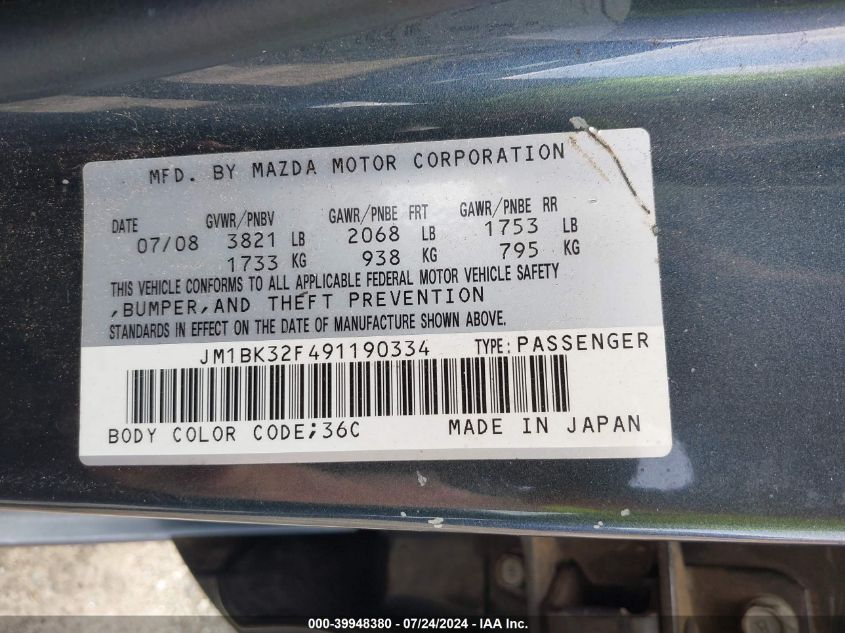 MFD. BY MAZDA MOTOR CORPORATION
DATE GVWR/PNBV GAWR/PNBE FRT GAWR/PNBE RR
07/08 3821 LB 2068 LB 1753 LB
1733 KG 938 KG 795 KG
THIS VEHICLE CONFORMS TO ALL APPLICABLE FEDERAL MOTOR VEHICLE SAFETY
,BUMPER,AND THEFT PREVENTION
STANDARDS IN EFFECT ON THE DATE OF MANUFACTURE SHOWN ABOVE.
JM1BK32F491190334 TYPE:PASSENGER
BODY COLOR CODE;36C MADE IN JAPAN
000-39948380 - 07/24/2024 - IAA Inc.